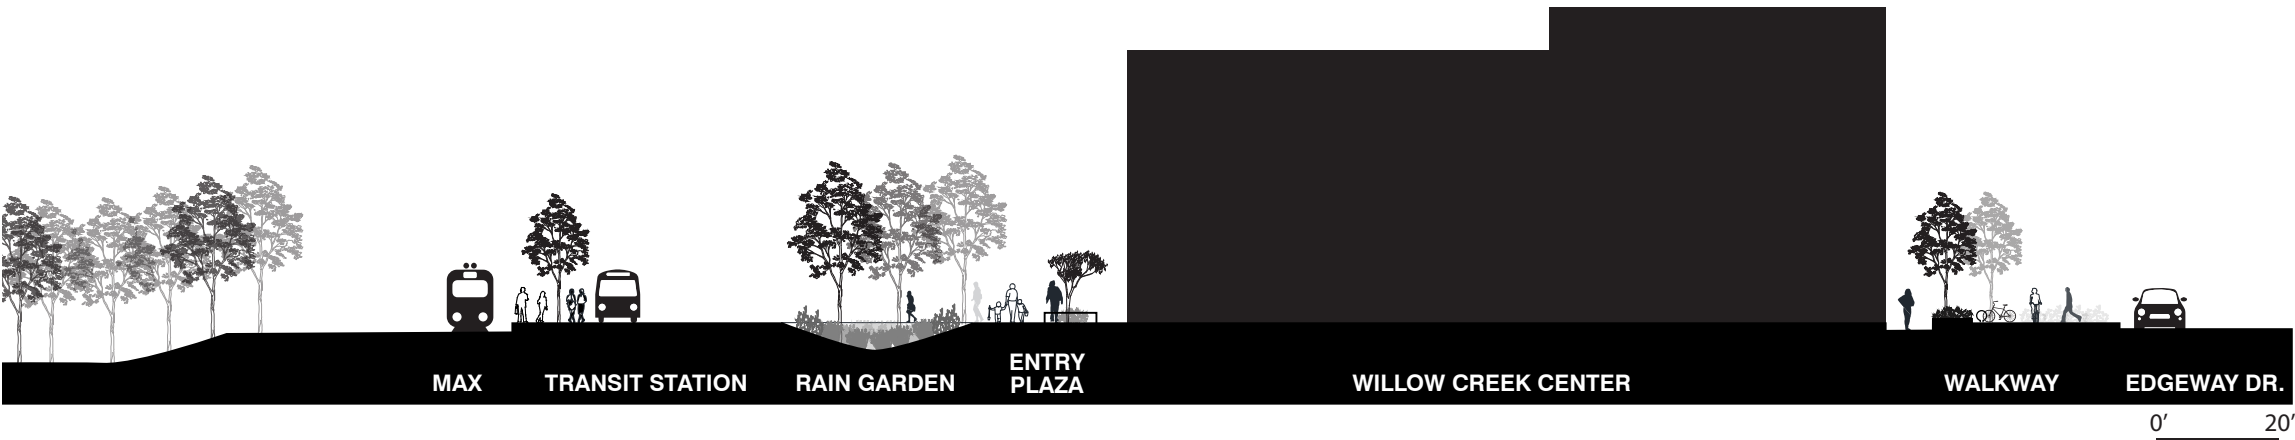 MAX
TRANSIT STATION
RAIN GARDEN
ENTRY
PLAZA
WILLOW CREEK CENTER
WALKWAY
EDGEWAY DR.
0’ 20’